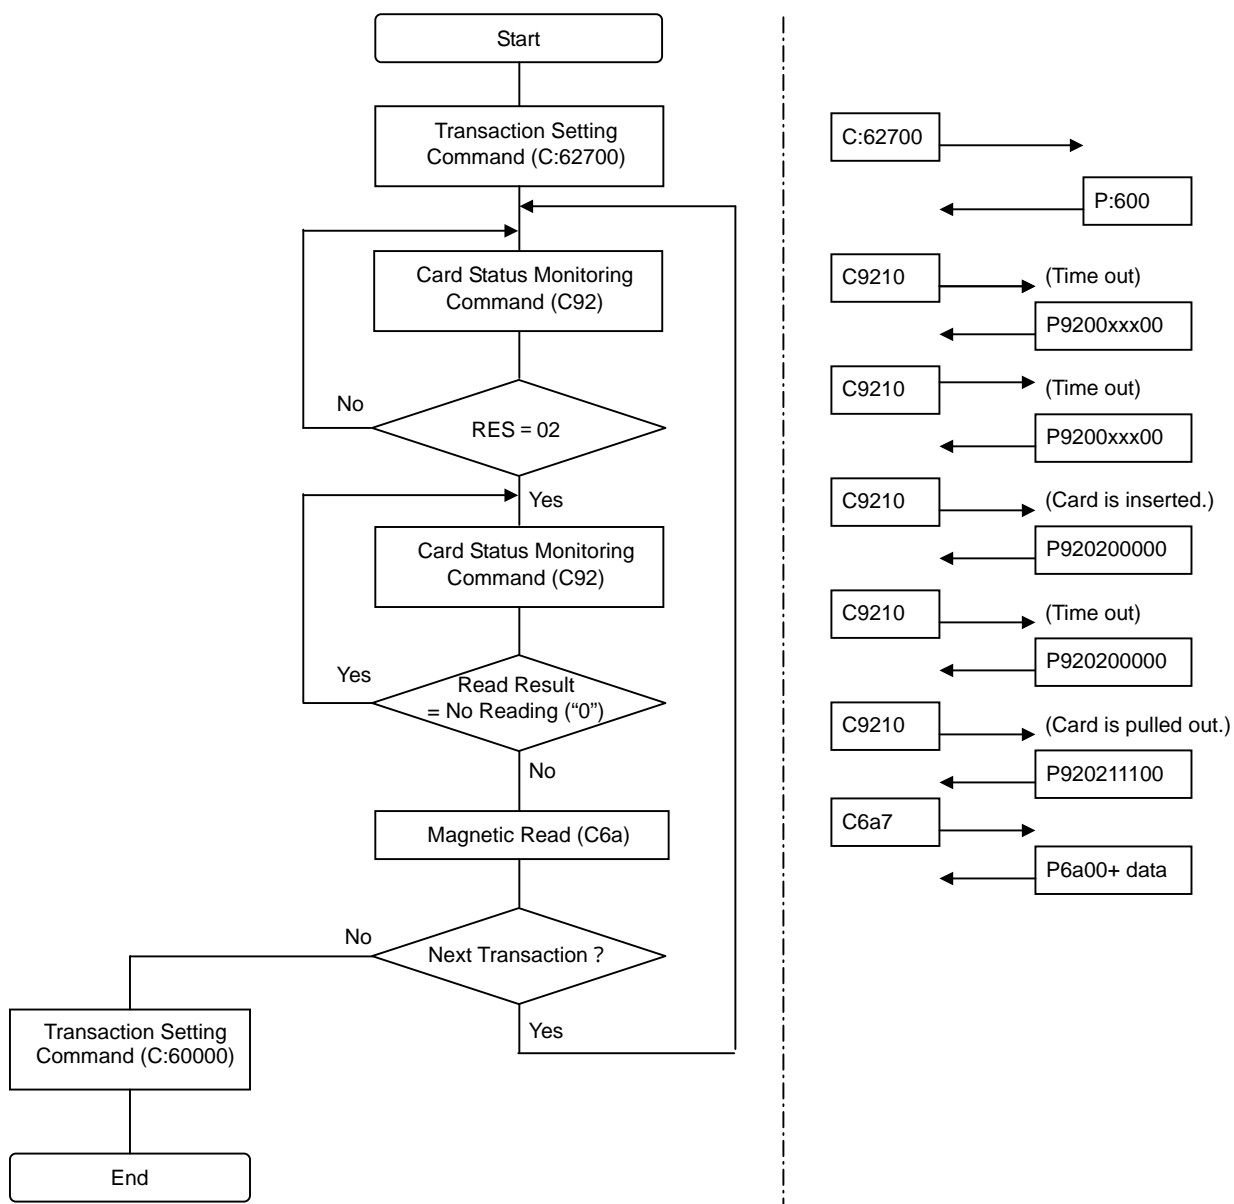 Start
Transaction Setting
Command (C:62700)
Card Status Monitoring
Command (C92)
No
RES = 02
Yes
Card Status Monitoring
Command (C92)
Yes
Read Result
= No Reading (“0”)
No
Magnetic Read (C6a)
No
Next Transaction ?
Yes
Transaction Setting
Command (C:60000)
End
C:62700
P:600
C9210
(Time out)
P9200xxx00
C9210
(Time out)
P9200xxx00
C9210
(Card is inserted.)
P920200000
C9210
(Time out)
P920200000
C9210
(Card is pulled out.)
P920211100
C6a7
P6a00+ data